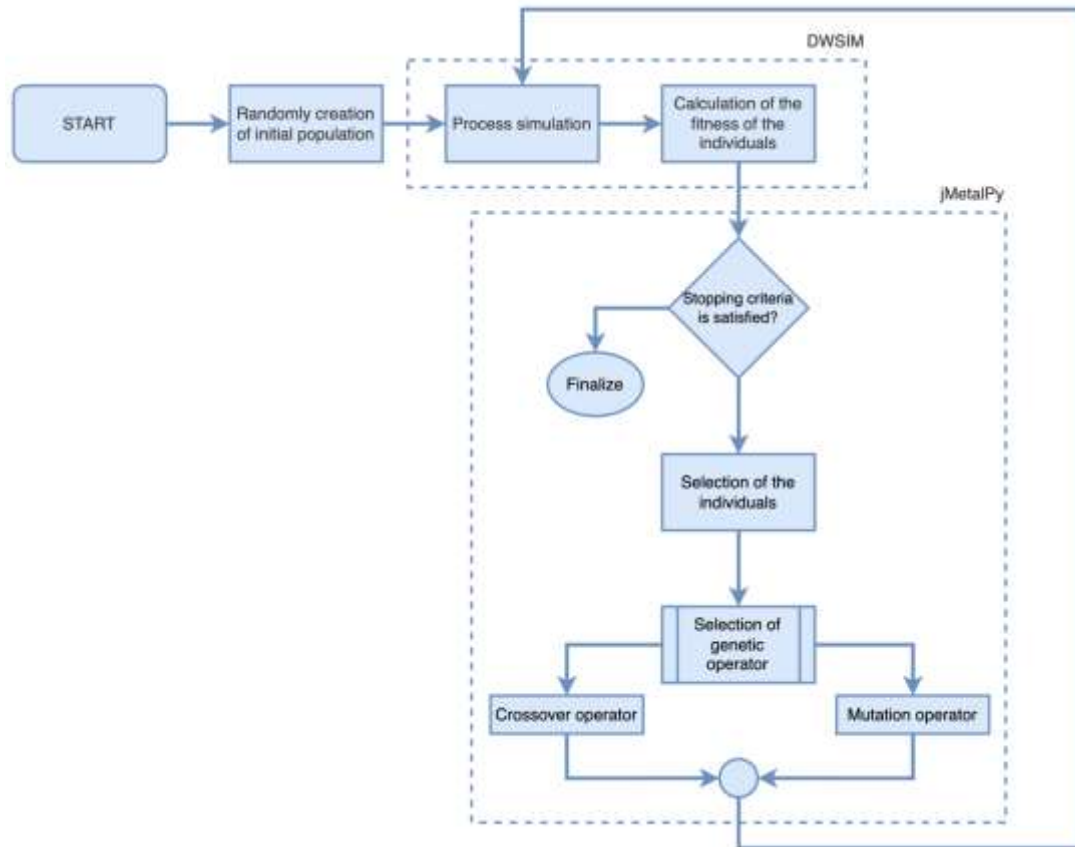 DWSIM
START
Randomly creation
of initial population
Process simulation
Calculation of the
fitness of the
individuals
jMetalPy
Stopping criteria
is satisfied?
Finalize
Selection of the
individuals
Selection of
genetic
operator
Crossover operator
Mutation operator